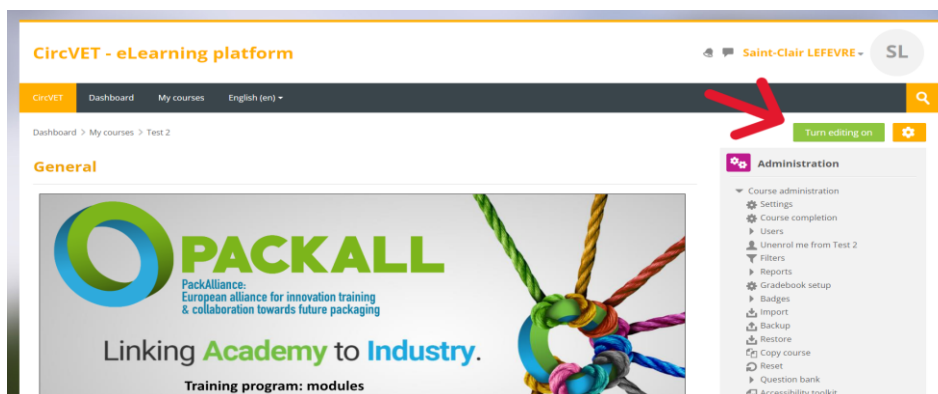 CircVET - eLearning platform
Saint-Clair LEFEVRE
SL
CircVET Dashboard My courses English (en)
Dashboard > My courses > Test 2
Turn editing on
General
PACKALL
PackAlliance:
European alliance for innovation training
& collaboration towards future packaging
Linking Academy to Industry.
Training program: modules
Administration
Course administration
Settings
Course completion
Users
Unenrol me from Test 2
Filters
Reports
Gradebook setup
Badges
Import
Backup
Restore
Copy course
Reset
Question bank
Accessibility toolkit